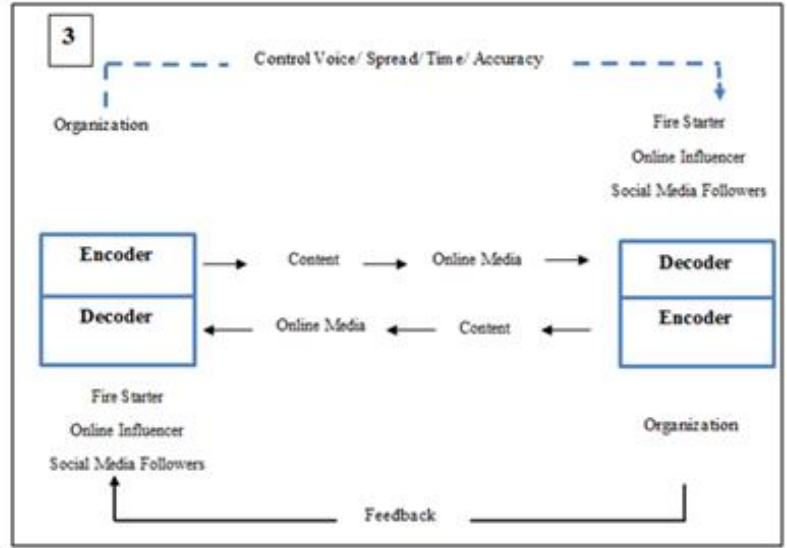 3
Control Voice/ Spread/ Time/ Accuracy
Organization
Fire Starter
Online Influencer
Social Media Followers
Encoder
Content
Online Media
Decoder
Decoder
Online Media
Content
Encoder
Fire Starter
Online Influencer
Social Media Followers
Organization
Feedback